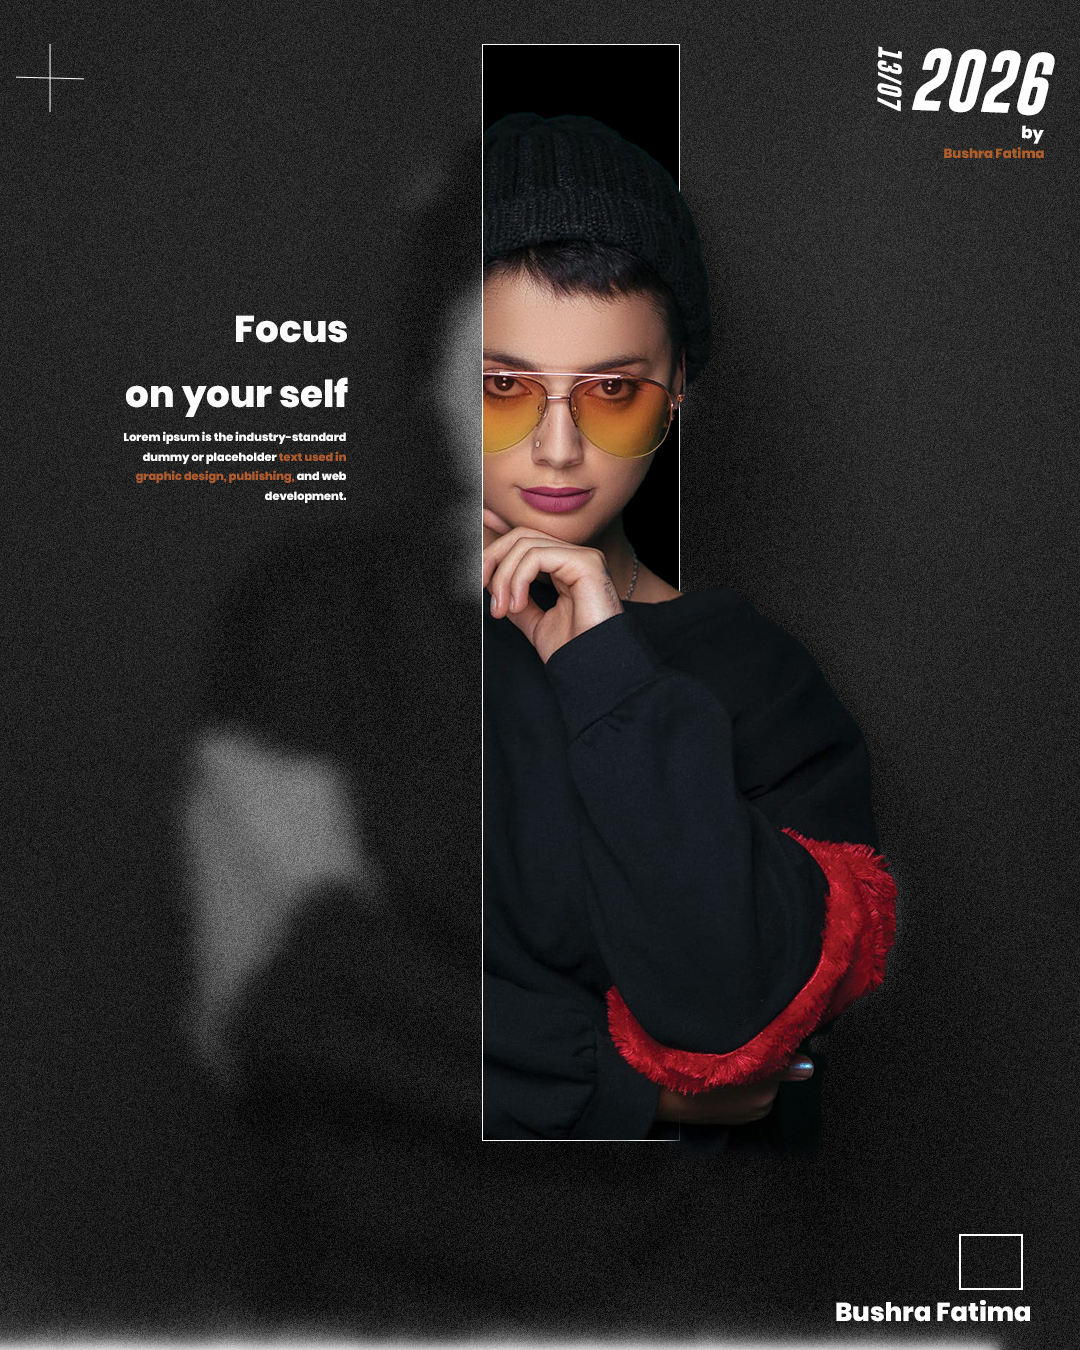 13/07
2026
by
Bushra Fatima
Focus
on your self
Lorem ipsum is the industry-standard
dummy or placeholder text used in
graphic design, publishing, and web
development.
Bushra Fatima